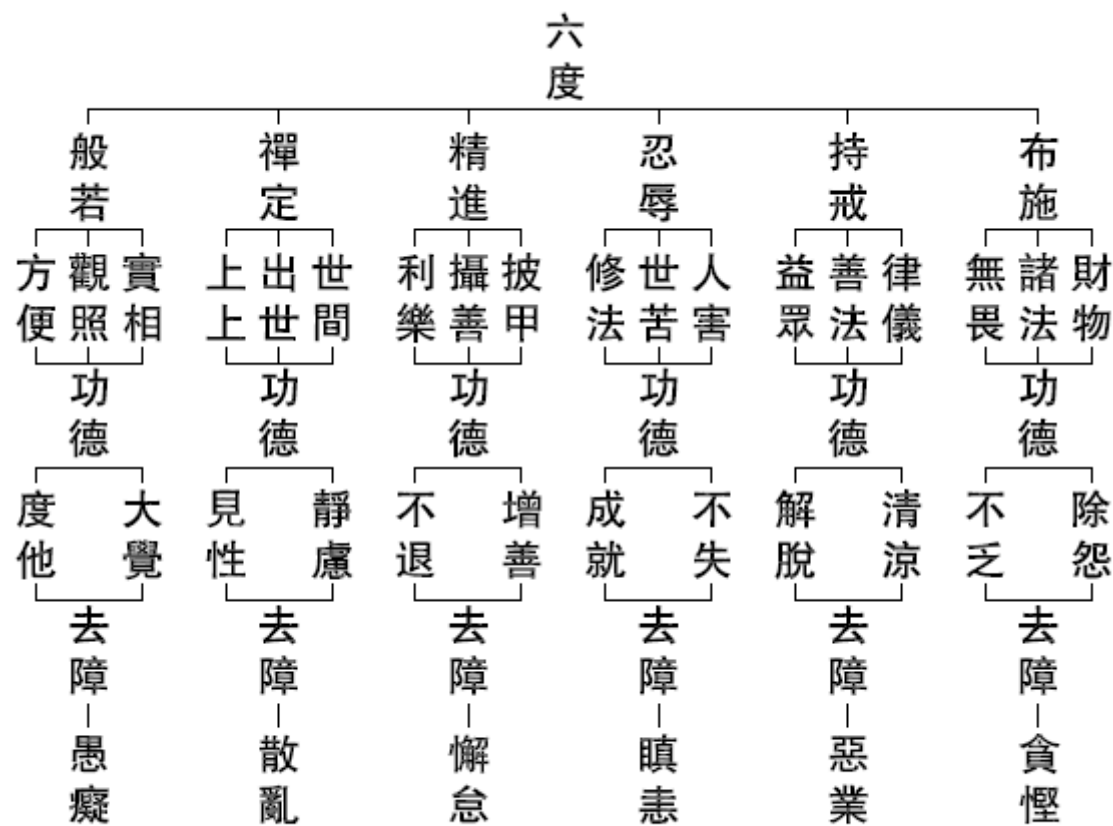 六度
布施
持戒
忍辱
精進
禪定
般若
財物
諸法
無畏
律儀
善法
益眾
人害
世苦
修法
披甲
攝善
利樂
世間
出世
上上
實相
觀照
方便
功德
功德
功德
功德
功德
功德
除怨
不乏
清涼
解脫
不失
成就
增善
不退
靜慮
見性
大覺
度他
去障
去障
去障
去障
去障
去障
貪慳
惡業
瞋恚
懈怠
散亂
愚癡